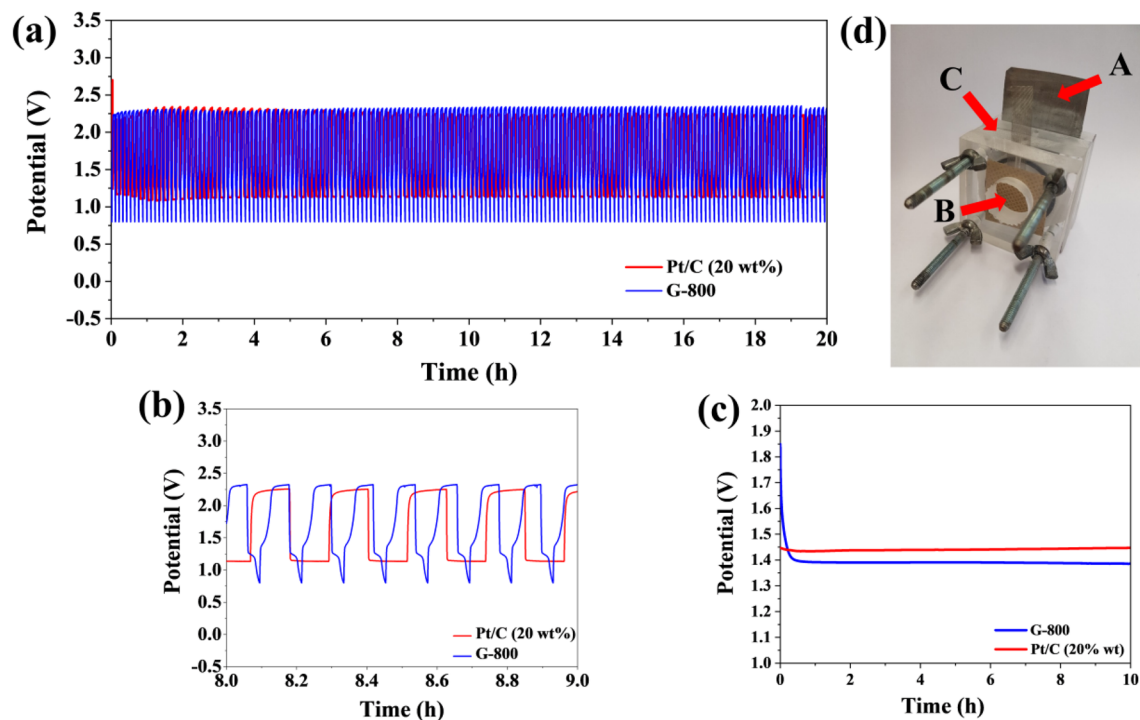 (a)
Potential (V)
3.5
3.0
2.5
2.0
1.5
1.0
0.5
0.0
-0.5
Pt/C (20 wt%)
G-800
0 2 4 6 8 10 12 14 16 18 20
Time (h)
(d)
A
C
B
(b)
Potential (V)
3.5
3.0
2.5
2.0
1.5
1.0
0.5
0.0
-0.5
Pt/C (20 wt%)
G-800
8.0 8.2 8.4 8.6 8.8 9.0
Time (h)
(c)
Potential (V)
2.0
1.9
1.8
1.7
1.6
1.5
1.4
1.3
1.2
1.1
1.0
G-800
Pt/C (20% wt)
0 2 4 6 8 10
Time (h)